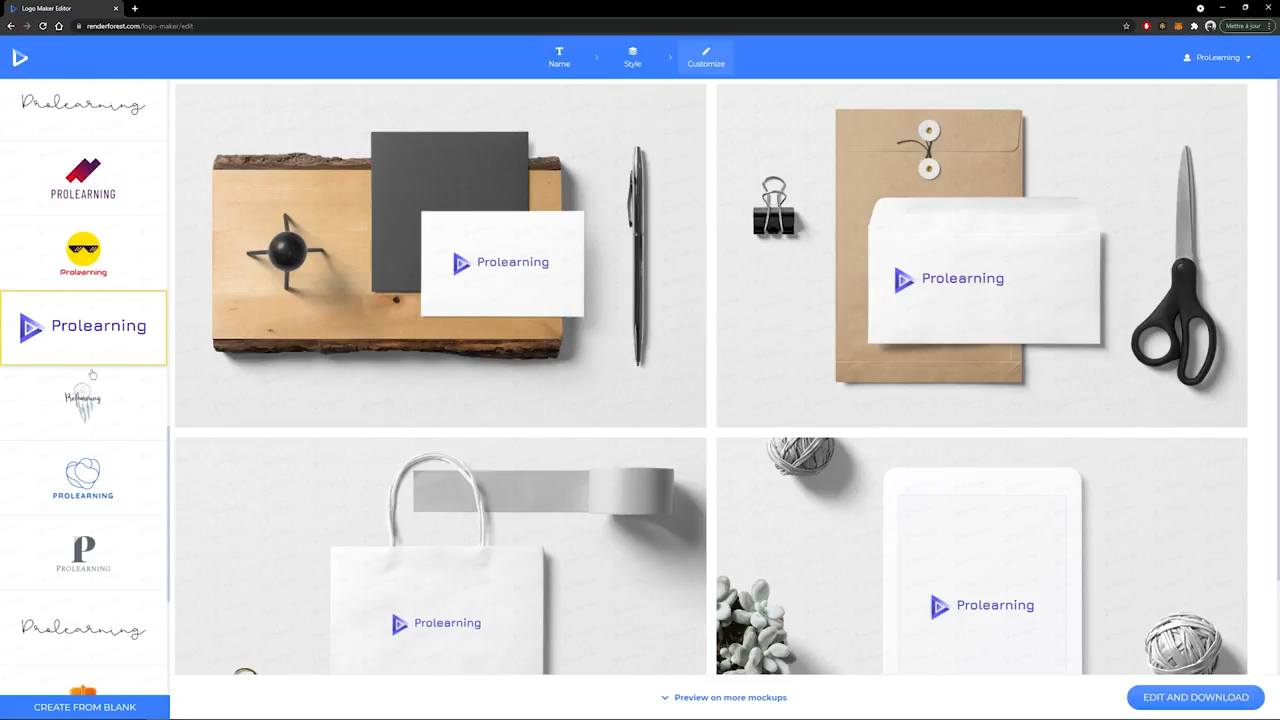 Logo Maker Editor
renderforest.com/logo-maker/edit
Mettre à jour
Name
Style
Customize
ProLearning
Prolearning
PROLEARNING
Prolearning
Prolearning
Prolearning
PROLEARNING
P
PROLEARNING
Prolearning
CREATE FROM BLANK
Prolearning
Prolearning
Prolearning
Prolearning
Preview on more mockups
EDIT AND DOWNLOAD